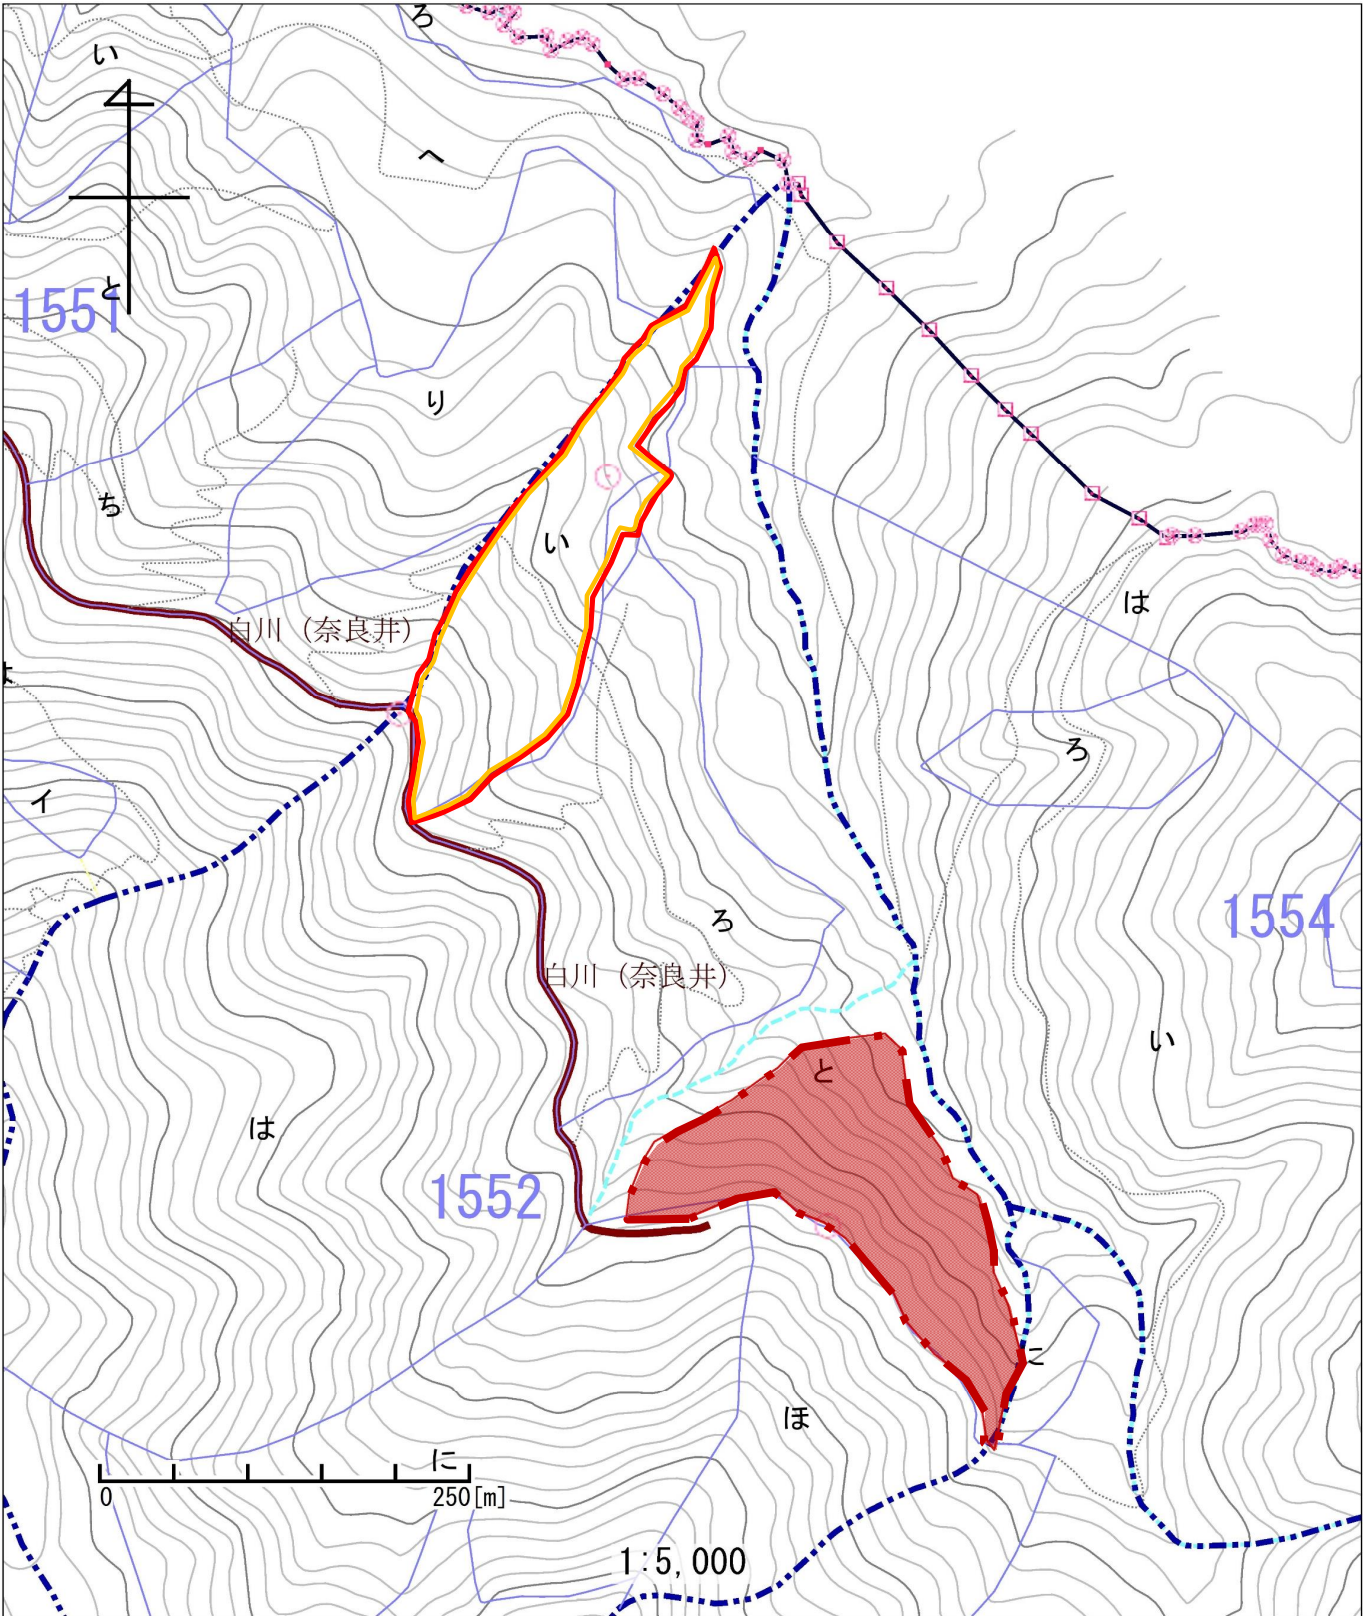 ろ
い
へ
と
1551
り
ち
い
は
白川（奈良井）
ろ
イ
ろ
1554
白川（奈良井）
い
と
は
1552
こ
ほ
に
0
250[m]
1:5,000